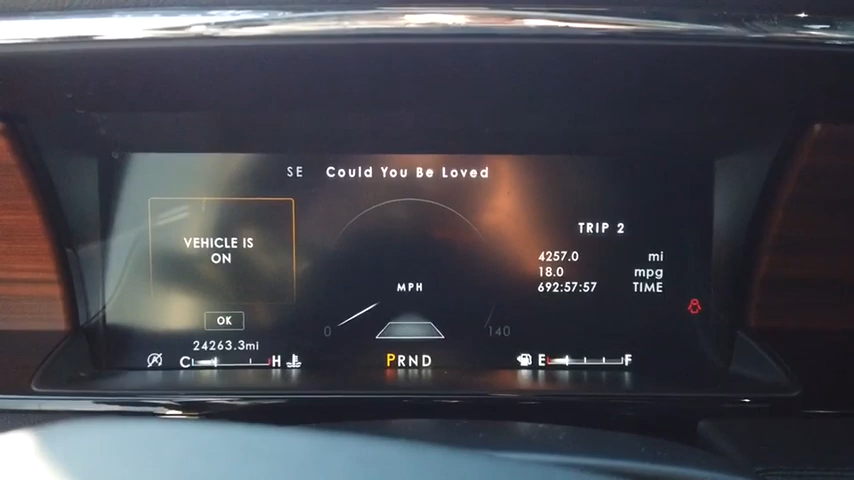 SE Could You Be Loved
VEHICLE IS
ON
OK
24263.3mi
C H
MPH
0 140
PRND
TRIP 2
4257.0 mi
18.0 mpg
692:57:57 TIME
E F